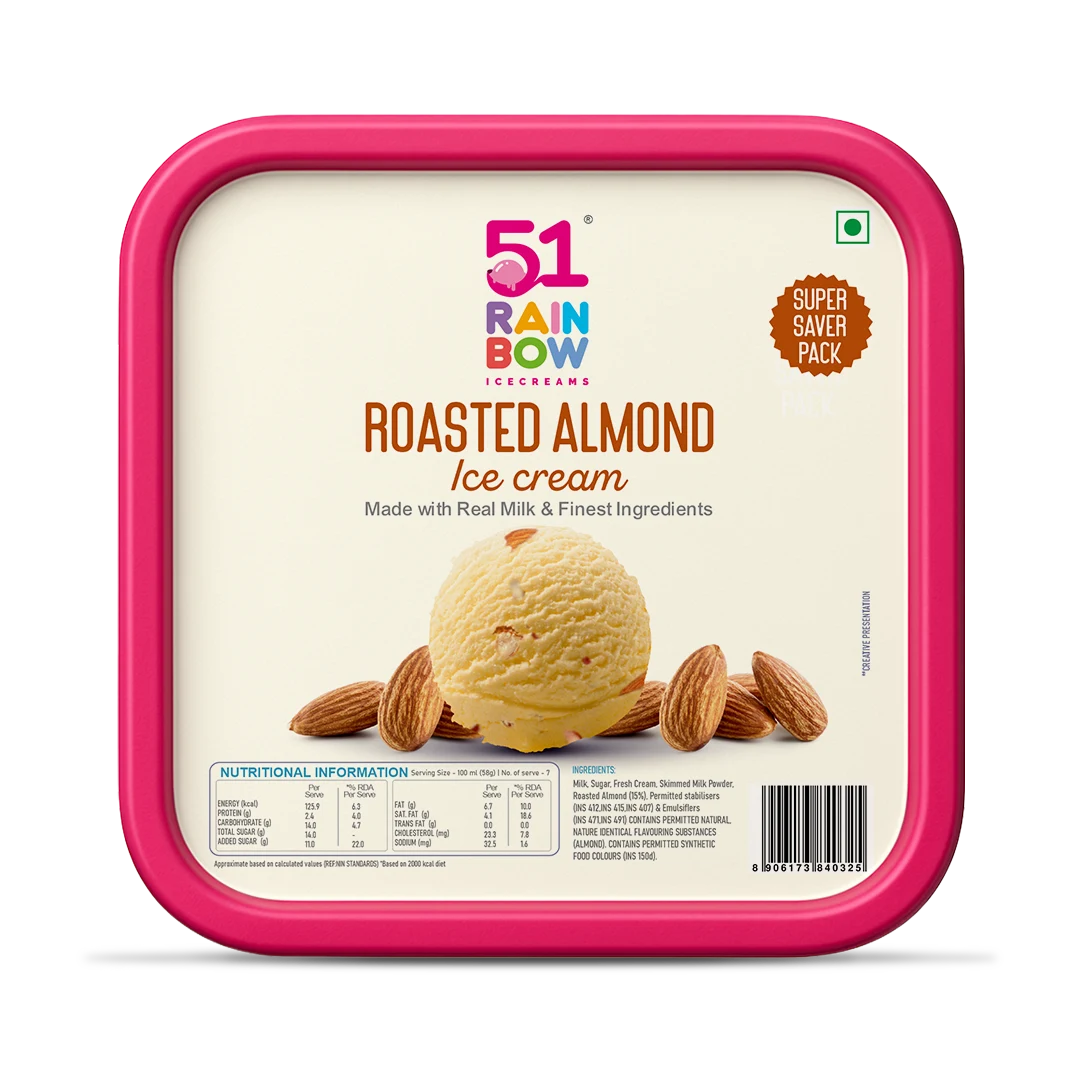 51®
RAIN
BOW
ICECREAMS
SUPER
SAVER
PACK
ROASTED ALMOND
Ice cream
Made with Real Milk & Finest Ingredients
**CREATIVE PRESENTATION
NUTRITIONAL INFORMATION Serving Size - 100 ml (58g) | No. of serve - 7
Per Serve *% RDA Per Serve
ENERGY (kcal) 125.9 6.3
PROTEIN (g) 2.4 4.0
CARBOHYDRATE (g) 14.0 4.7
TOTAL SUGAR (g) 14.0 -
ADDED SUGAR (g) 11.0 22.0
Per Serve *% RDA Per Serve
FAT (g) 6.7 10.0
SAT. FAT (g) 4.1 18.6
TRANS FAT (g) 0.0 0.0
CHOLESTEROL (mg) 23.3 7.8
SODIUM (mg) 32.5 1.6
Approximate based on calculated values (REF:NIN STANDARDS) *Based on 2000 kcal diet
INGREDIENTS:
Milk, Sugar, Fresh Cream, Skimmed Milk Powder,
Roasted Almond (15%), Permitted stabilisers
(INS 412,INS 415,INS 407) & Emulsiflers
(INS 471,INS 491) CONTAINS PERMITTED NATURAL,
NATURE IDENTICAL FLAVOURING SUBSTANCES
(ALMOND). CONTAINS PERMITTED SYNTHETIC
FOOD COLOURS (INS 150d).
8 906173 840325